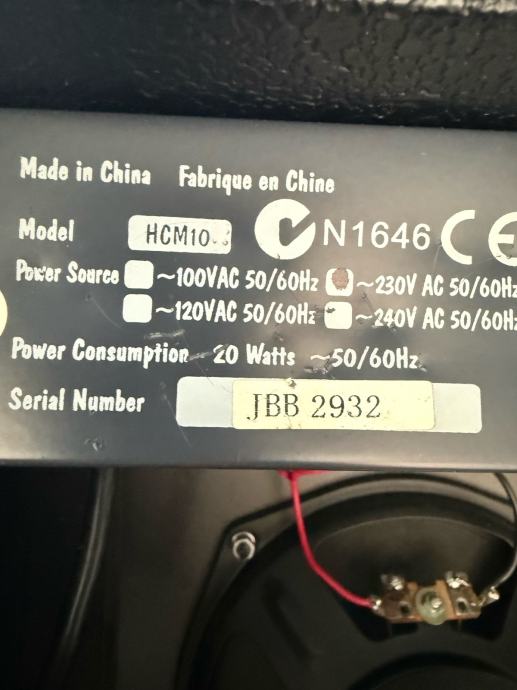 Made in China Fabrique en Chine
Model HCM10 N1646 CE
Power Source ~100VAC 50/60Hz ~230V AC 50/60Hz
~120VAC 50/60Hz ~240V AC 50/60Hz
Power Consumption 20 Watts ~50/60Hz
Serial Number JBB 2932